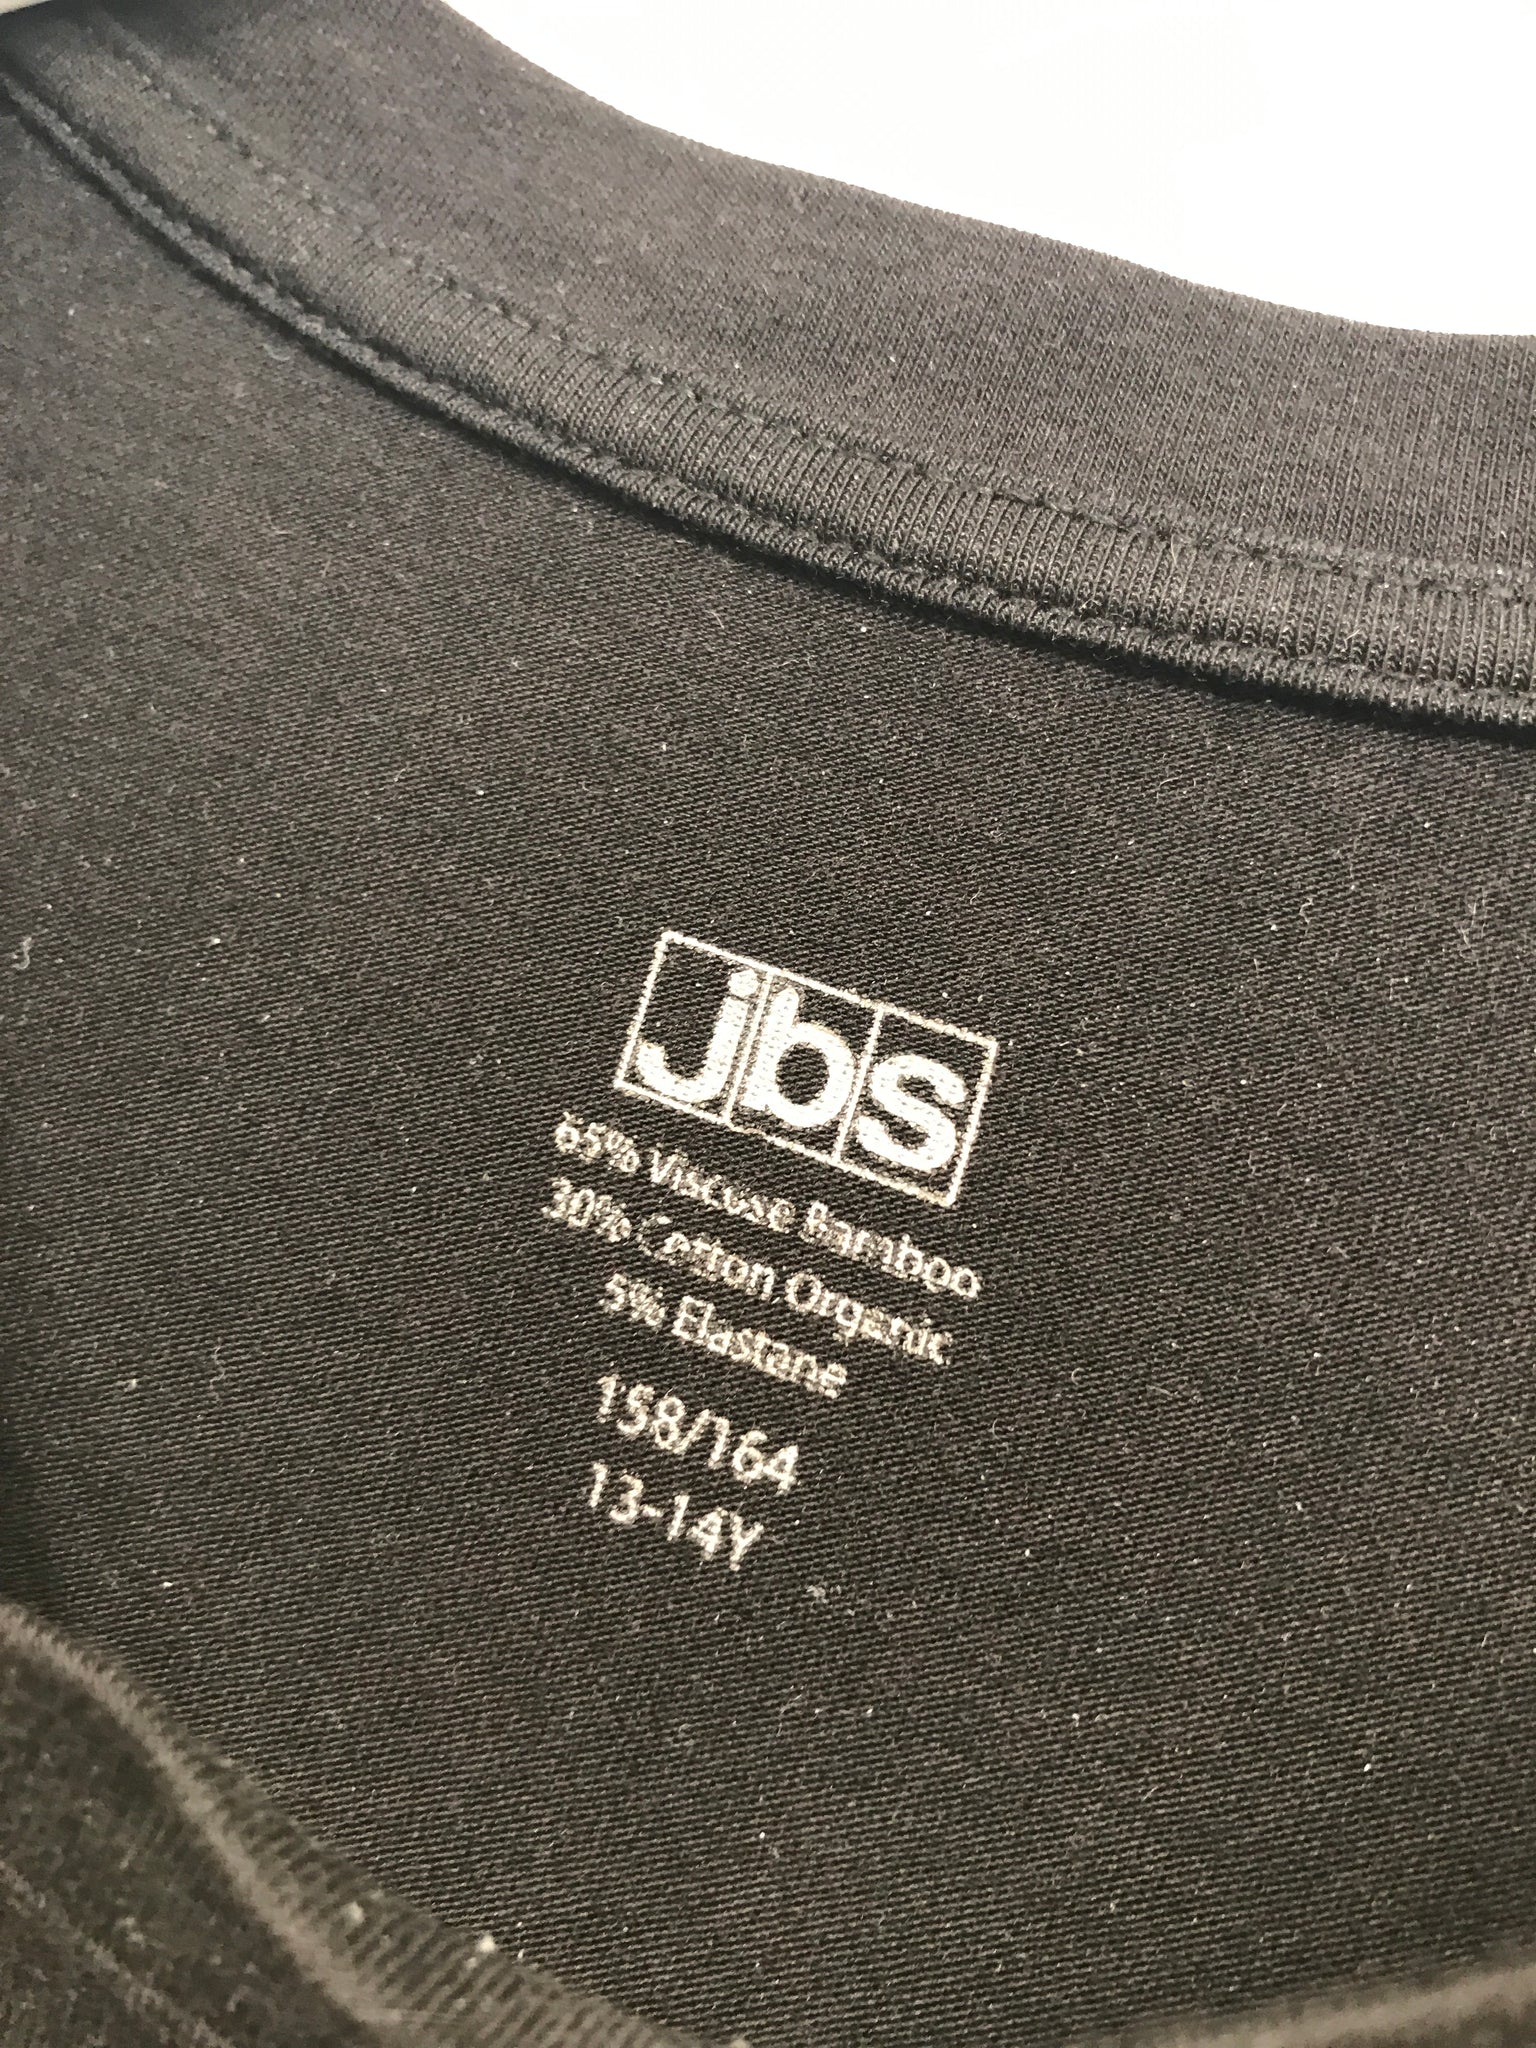 jbs
65% Viscose Bamboo
30% Cotton Organic
5% Elastane
158/164
13-14Y